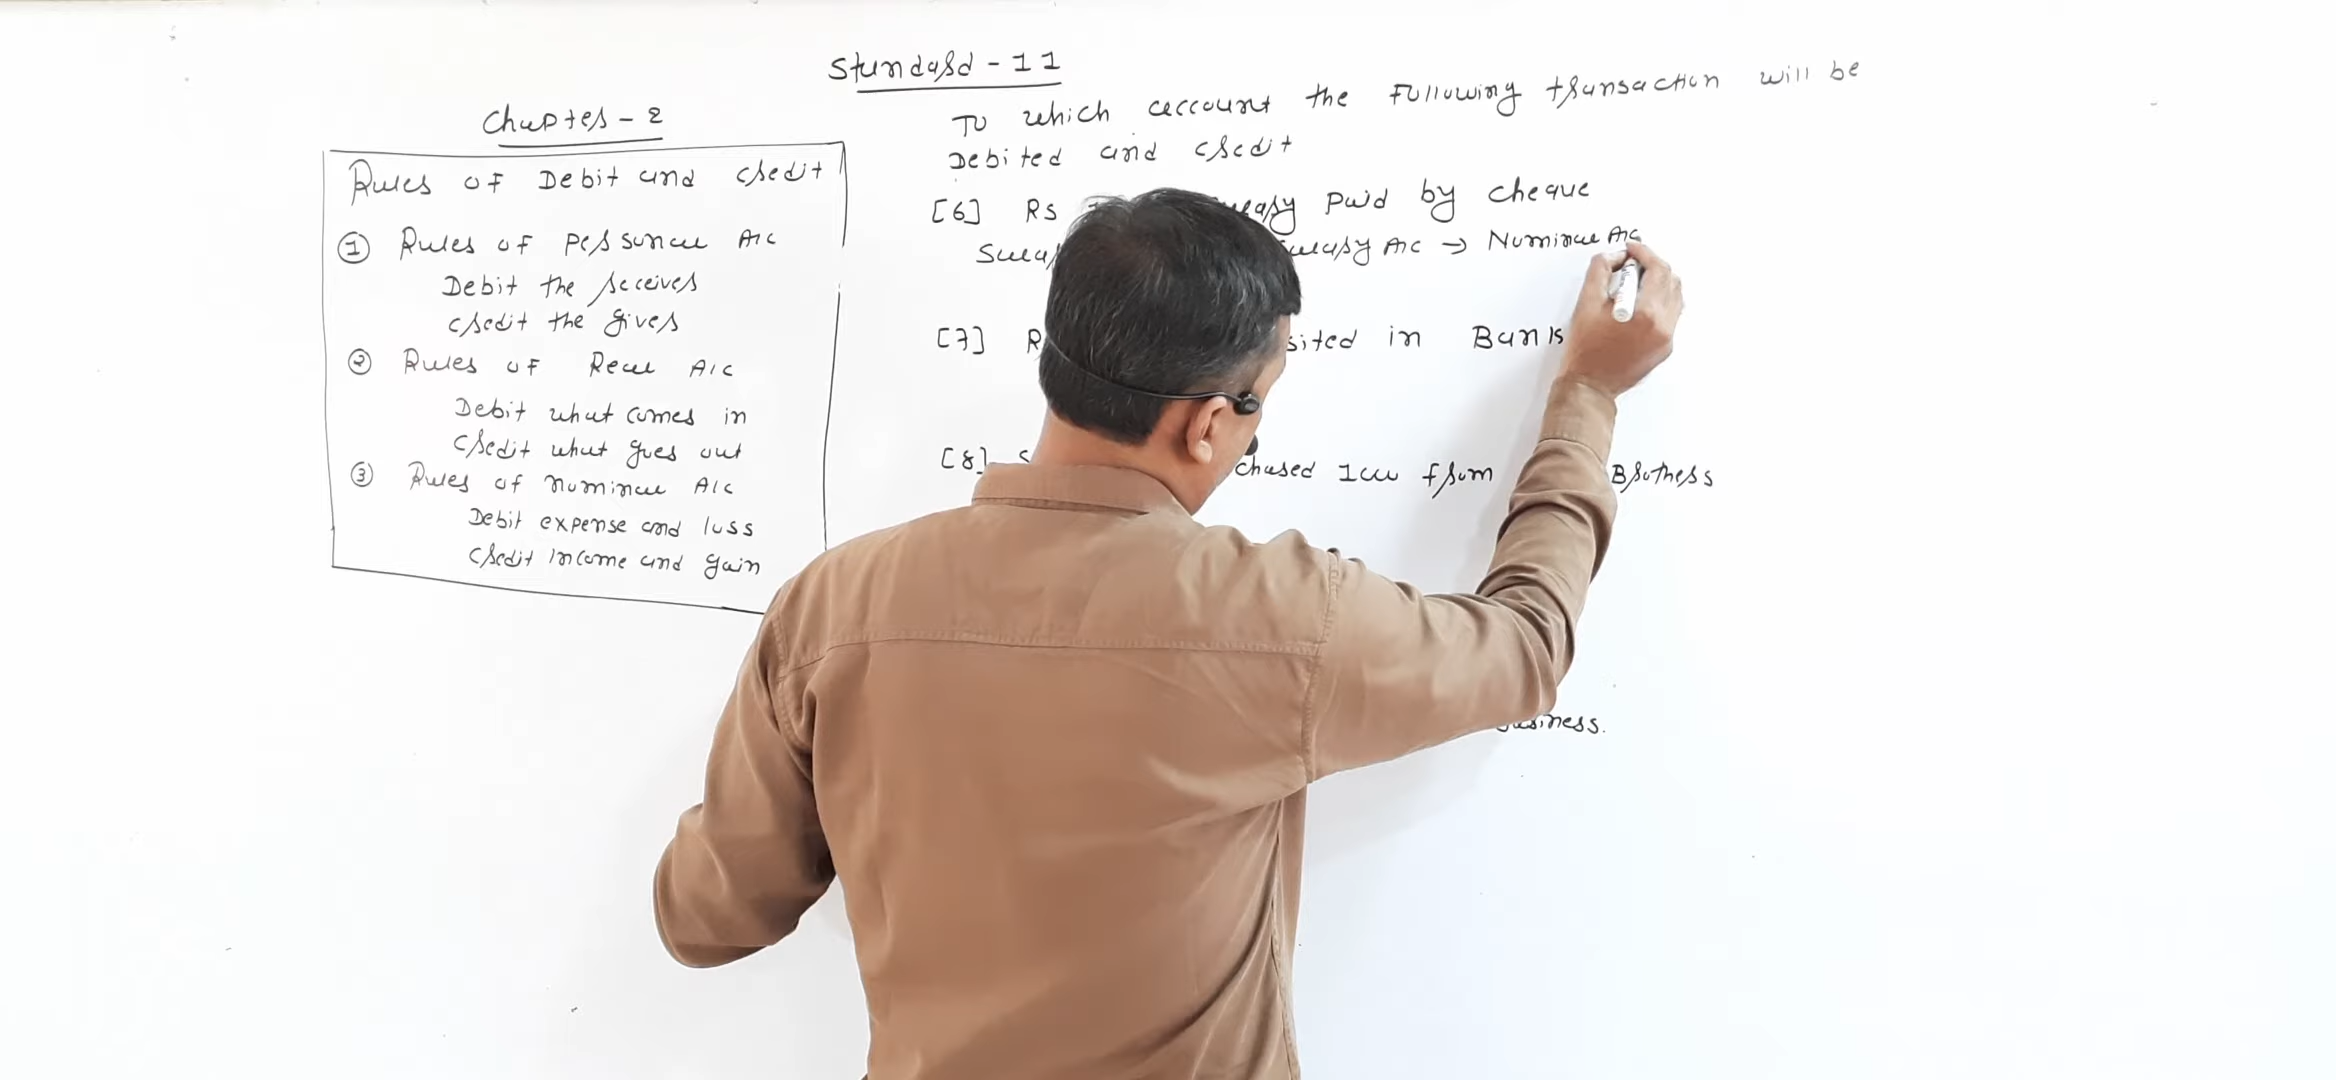 Standard - 11
Chapter - 2
Rules of Debit and credit
① Rules of personal A/c
Debit the receiver
credit the giver
② Rules of Real A/c
Debit what comes in
credit what goes out
③ Rules of nominal A/c
Debit expense and loss
credit income and gain
To which account the Following transaction will be
Debited and credit
[6] Rs paid by cheque
A/c → Nominal A/c
[7] in Bank
[8] from Brothers
Business.